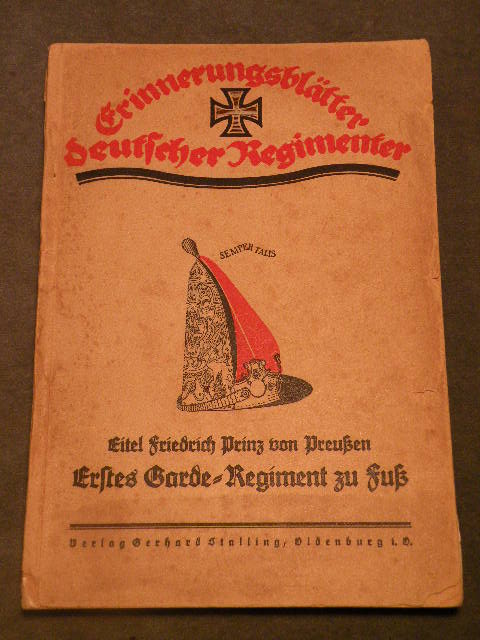 Erinnerungsblätter
deutscher Regimenter
SEMPER TALIS
Eitel Friedrich Prinz von Preußen
Erstes Garde-Regiment zu Fuß
Verlag Gerhard Stalling, Oldenburg i. O.